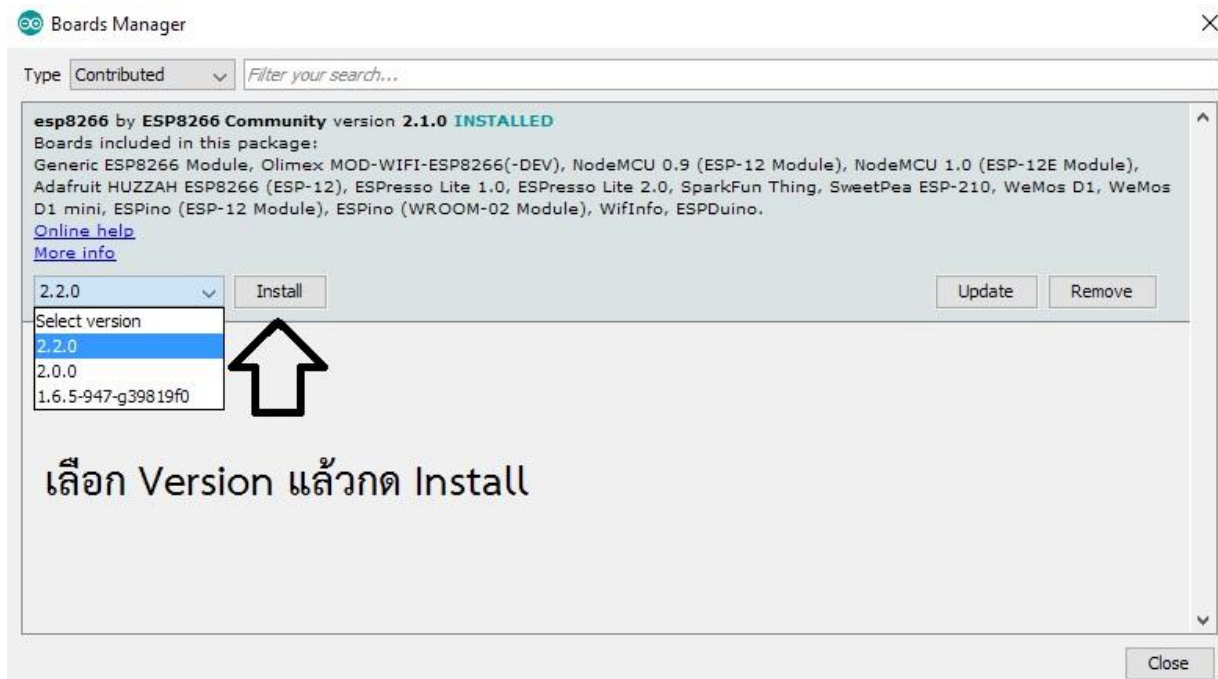 Boards Manager
Type Contributed Filter your search...
esp8266 by ESP8266 Community version 2.1.0 INSTALLED
Boards included in this package:
Generic ESP8266 Module, Olimex MOD-WIFI-ESP8266(-DEV), NodeMCU 0.9 (ESP-12 Module), NodeMCU 1.0 (ESP-12E Module),
Adafruit HUZZAH ESP8266 (ESP-12), ESPresso Lite 1.0, ESPresso Lite 2.0, SparkFun Thing, SweetPea ESP-210, WeMos D1, WeMos
D1 mini, ESPino (ESP-12 Module), ESPino (WROOM-02 Module), WifInfo, ESPDuino.
Online help
More info
2.2.0 Install Update Remove
Select version
2.2.0
2.0.0
1.6.5-947-g39819f0
เลือก Version แล้วกด Install
Close